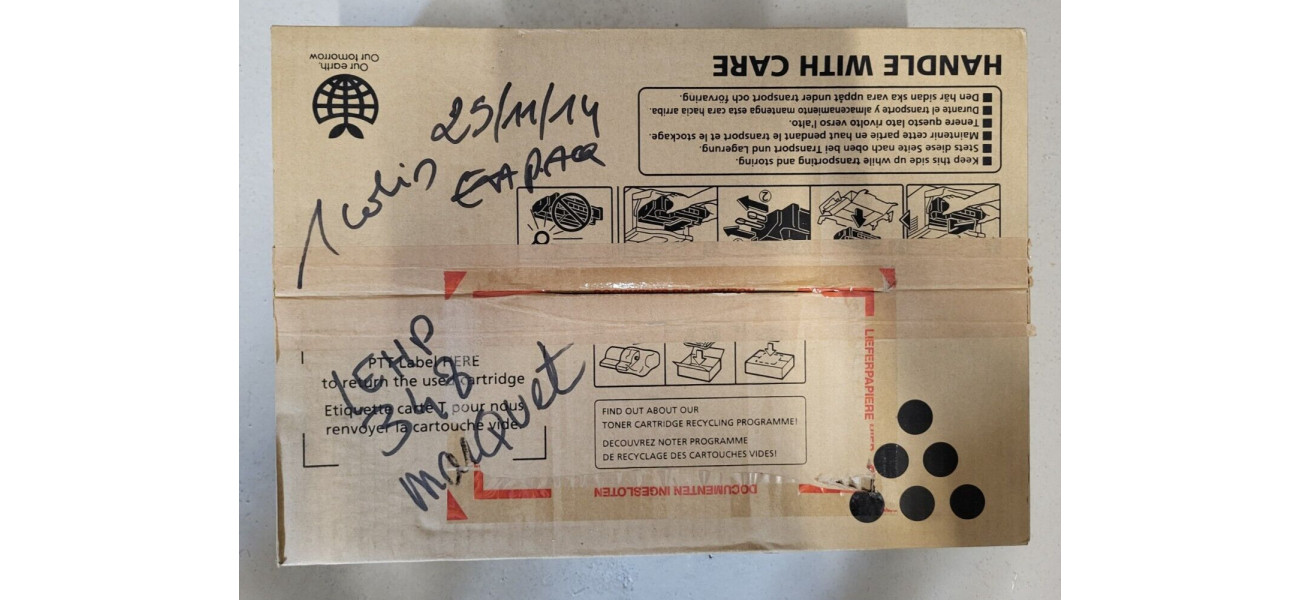 Our earth,
Our tomorrow
HANDLE WITH CARE
Keep this side up while transporting and storing.
Stets diese Seite nach oben bei Transport und Lagerung.
Maintenir cette partie en haut pendant le transport et le stockage.
Tenere questo lato rivolto verso l'alto.
Durante el transporte y almacenamiento mantenga esta cara hacia arriba.
Den här sidan ska vara uppåt under transport och förvaring.
25/11/14
1 colis
2
PTT Label HERE
to return the used cartridge
Etiquette carte T pour nous
renvoyer la cartouche vide.
348
FIND OUT ABOUT OUR
TONER CARTRIDGE RECYCLING PROGRAMME!
DECOUVREZ NOTER PROGRAMME
DE RECYCLAGE DES CARTOUCHES VIDES!
LIEFERPAPIERE
DOCUMENTEN INGESLOTEN